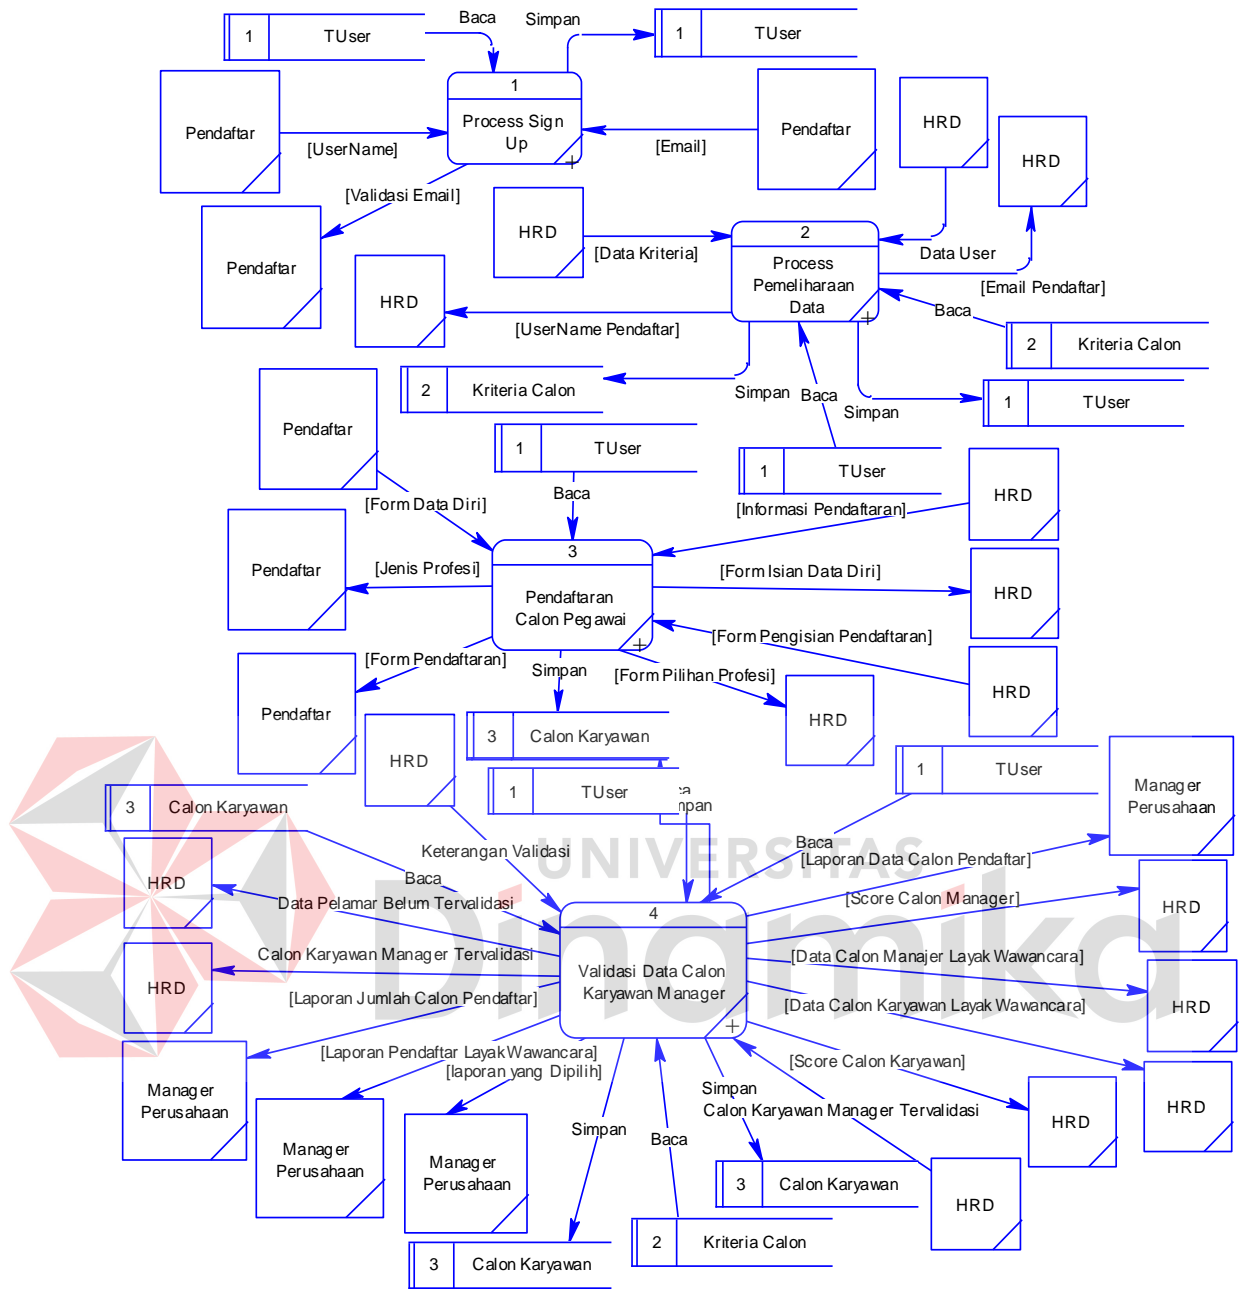 Baca
Simpan
1 TUser
1 TUser
1
Process Sign
Up
Pendaftar
[UserName]
[Email]
Pendaftar
HRD
HRD
[Validasi Email]
Pendaftar
HRD
[Data Kriteria]
2
Process
Pemeliharaan
Data
Data User
[Email Pendaftar]
HRD
[UserName Pendaftar]
Baca
2 Kriteria Calon
2 Kriteria Calon
Simpan
Baca
Simpan
1 TUser
Pendaftar
1 TUser
1 TUser
Baca
[Form Data Diri]
[Informasi Pendaftaran]
HRD
3
Pendaftaran
Calon Pegawai
Pendaftar
[Jenis Profesi]
[Form Isian Data Diri]
HRD
[Form Pengisian Pendaftaran]
[Form Pendaftaran]
Simpan
[Form Pilihan Profesi]
HRD
Pendaftar
HRD
3 Calon Karyawan
HRD
1 TUser
1 TUser
Manager
Perusahaan
3 Calon Karyawan
Keterangan Validasi
Baca
[Laporan Data Calon Pendaftar]
UNIVERSITAS
Dinamika
HRD
Baca
Data Pelamar Belum Tervalidasi
[Score Calon Manager]
HRD
4
Validasi Data Calon
Karyawan Manager
Calon Karyawan Manager Tervalidasi
[Data Calon Manajer Layak Wawancara]
HRD
HRD
[Laporan Jumlah Calon Pendaftar]
[Data Calon Karyawan Layak Wawancara]
[Laporan Pendaftar Layak Wawancara]
[laporan yang Dipilih]
[Score Calon Karyawan]
Manager
Perusahaan
Simpan
Calon Karyawan Manager Tervalidasi
HRD
HRD
Manager
Perusahaan
Manager
Perusahaan
Simpan
Baca
3 Calon Karyawan
HRD
2 Kriteria Calon
3 Calon Karyawan